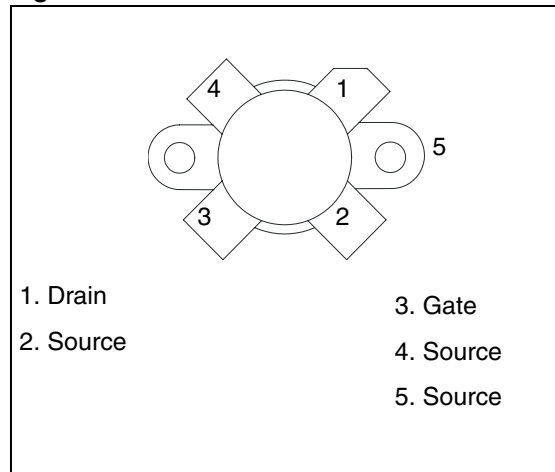 4
1
5
3
2
1. Drain
2. Source
3. Gate
4. Source
5. Source